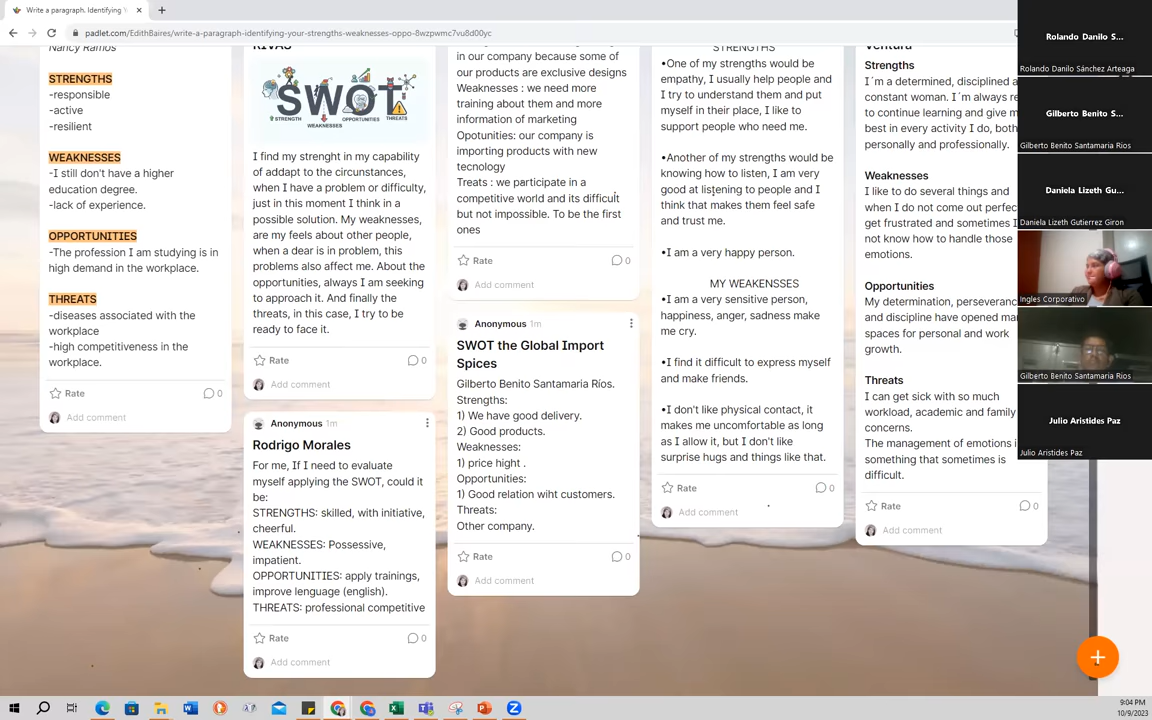 Write a paragraph. Identifying Y
padlet.com/EdithBaires/write-a-paragraph-identifying-your-strengths-weaknesses-oppo-8wzpwmc7vu8d00yc
Nancy Ramos
STRENGTHS
-responsible
-active
-resilient
WEAKNESSES
-I still don't have a higher
education degree.
-lack of experience.
OPPORTUNITIES
-The profession I am studying is in
high demand in the workplace.
THREATS
-diseases associated with the
workplace
-high competitiveness in the
workplace.
Rate
0
Add comment
RIVAS
SWOT
STRENGTH
WEAKNESSES
OPPORTUNITIES
THREATS
I find my strenght in my capability
of addapt to the circumstances,
when I have a problem or difficulty,
just in this moment I think in a
possible solution. My weaknesses,
are my feels about other people,
when a dear is in problem, this
problems also affect me. About the
opportunities, always I am seeking
to approach it. And finally the
threats, in this case, I try to be
ready to face it.
Rate
0
Add comment
Anonymous 1m
Rodrigo Morales
For me, If I need to evaluate
myself applying the SWOT, could it
be:
STRENGTHS: skilled, with initiative,
cheerful.
WEAKNESSES: Possessive,
impatient.
OPPORTUNITIES: apply trainings,
improve lenguage (english).
THREATS: professional competitive
Rate
0
Add comment
in our company because some of
our products are exclusive designs
Weaknesses : we need more
training about them and more
information of marketing
Opotunities: our company is
importing products with new
tecnology
Treats : we participate in a
competitive world and its difficult
but not impossible. To be the first
ones
Rate
0
Add comment
Anonymous 1m
SWOT the Global Import
Spices
Gilberto Benito Santamaria Ríos.
Strengths:
1) We have good delivery.
2) Good products.
Weaknesses:
1) price hight .
Opportunities:
1) Good relation wiht customers.
Threats:
Other company.
Rate
0
Add comment
STRENGTHS
•One of my strengths would be
empathy, I usually help people and
I try to understand them and put
myself in their place, I like to
support people who need me.
•Another of my strengths would be
knowing how to listen, I am very
good at listening to people and I
think that makes them feel safe
and trust me.
•I am a very happy person.
MY WEAKENSSES
•I am a very sensitive person,
happiness, anger, sadness make
me cry.
•I find it difficult to express myself
and make friends.
•I don't like physical contact, it
makes me uncomfortable as long
as I allow it, but I don't like
surprise hugs and things like that.
Rate
0
Add comment
Ventura
Strengths
I´m a determined, disciplined a
constant woman. I´m always re
to continue learning and give m
best in every activity I do, both
personally and professionally.
Weaknesses
I like to do several things and
when I do not come out perfec
get frustrated and sometimes I
not know how to handle those
emotions.
Opportunities
My determination, perseveranc
and discipline have opened man
spaces for personal and work
growth.
Threats
I can get sick with so much
workload, academic and family
concerns.
The management of emotions i
something that sometimes is
difficult.
Rate
0
Add comment
Rolando Danilo S...
Rolando Danilo Sánchez Arteaga
Gilberto Benito S...
Gilberto Benito Santamaria Rios
Daniela Lizeth Gu...
Daniela Lizeth Gutierrez Giron
Ingles Corporativo
Gilberto Benito Santamaria Rios
Julio Aristides Paz
Julio Aristides Paz
9:04 PM
10/9/2023